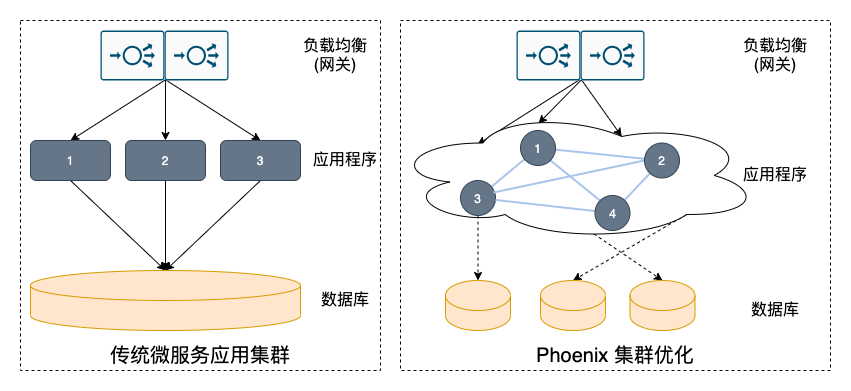 负载均衡
(网关)
1
2
3
应用程序
数据库
传统微服务应用集群
负载均衡
(网关)
1
2
3
4
应用程序
数据库
Phoenix 集群优化